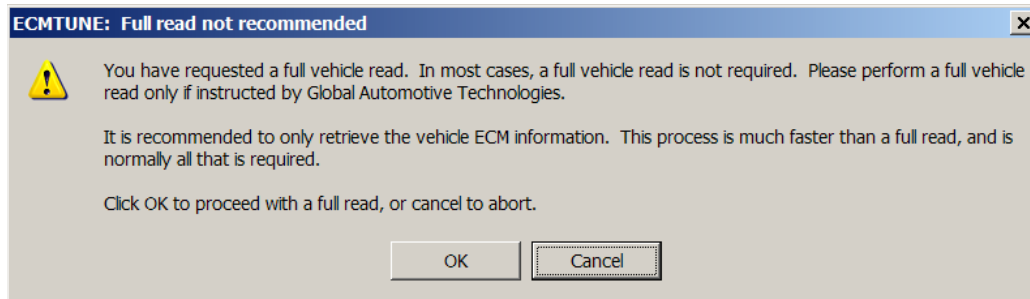 ECMTUNE: Full read not recommended
You have requested a full vehicle read. In most cases, a full vehicle read is not required. Please perform a full vehicle
read only if instructed by Global Automotive Technologies.
It is recommended to only retrieve the vehicle ECM information. This process is much faster than a full read, and is
normally all that is required.
Click OK to proceed with a full read, or cancel to abort.
OK Cancel